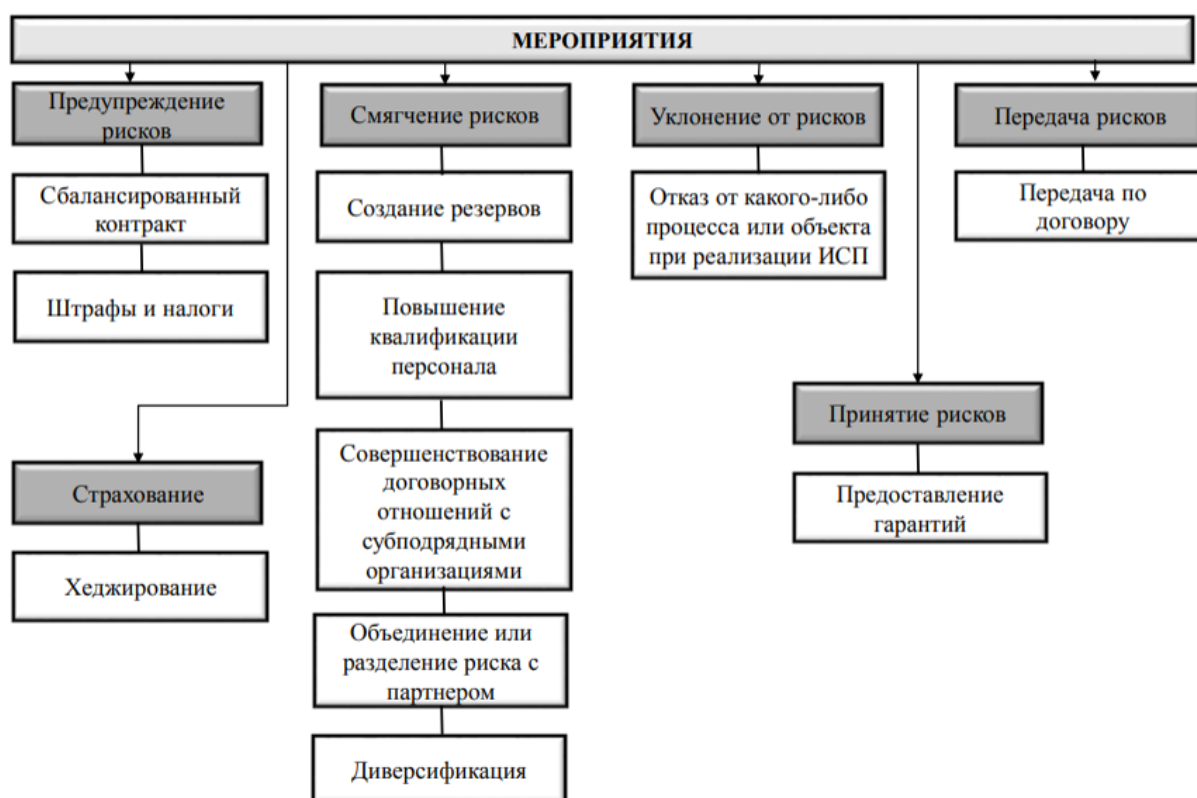 МЕРОПРИЯТИЯ
Предупреждение
рисков
Сбалансированный
контракт
Штрафы и налоги
Страхование
Хеджирование
Смягчение рисков
Создание резервов
Повышение
квалификации
персонала
Совершенствование
договорных
отношений с
субподрядными
организациями
Объединение или
разделение риска с
партнером
Диверсификация
Уклонение от рисков
Отказ от какого-либо
процесса или объекта
при реализации ИСП
Передача рисков
Передача по
договору
Принятие рисков
Предоставление
гарантий